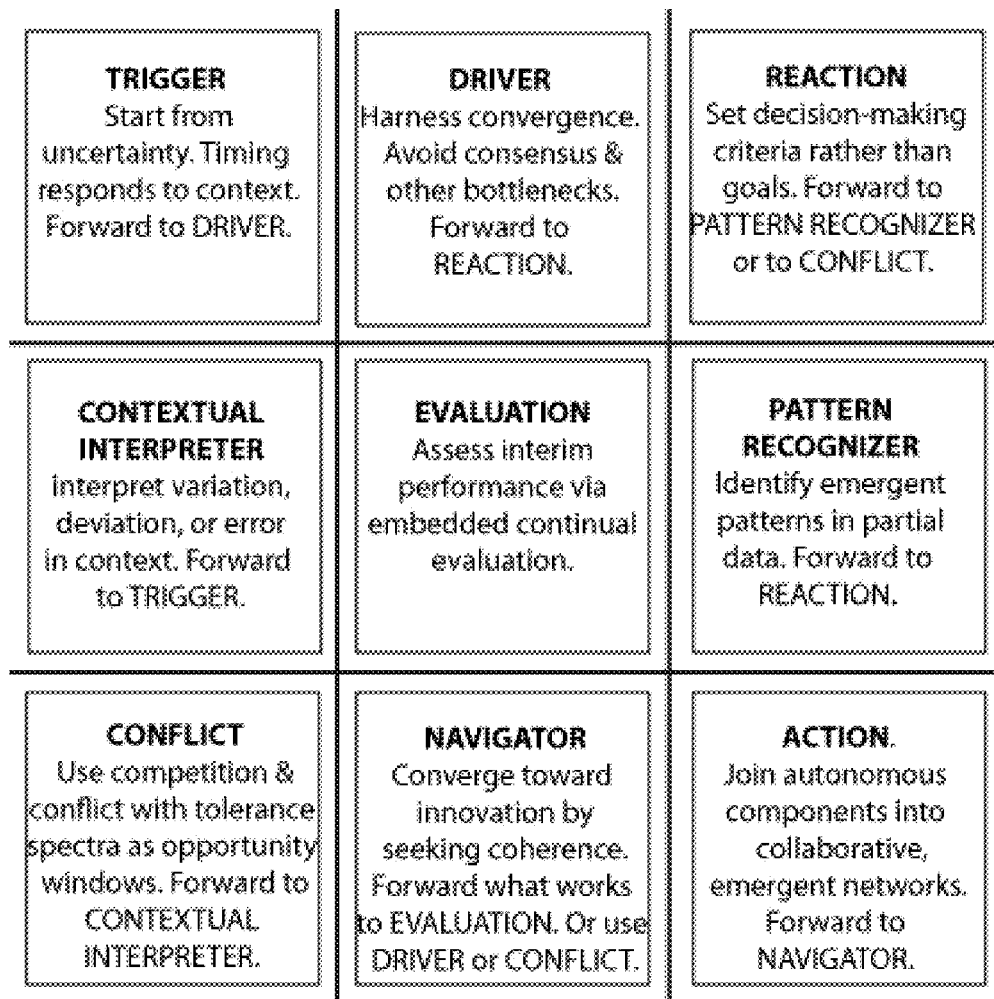 TRIGGER
Start from
uncertainty. Timing
responds to context.
Forward to DRIVER.
DRIVER
Harness convergence.
Avoid consensus &
other bottlenecks.
Forward to
REACTION.
REACTION
Set decision-making
criteria rather than
goals. Forward to
PATTERN RECOGNIZER
or to CONFLICT.
CONTEXTUAL
INTERPRETER
Interpret variation,
deviation, or error
in context. Forward
to TRIGGER.
EVALUATION
Assess interim
performance via
embedded continual
evaluation.
PATTERN
RECOGNIZER
Identify emergent
patterns in partial
data. Forward to
REACTION.
CONFLICT
Use competition &
conflict with tolerance
spectra as opportunity
windows. Forward to
CONTEXTUAL
INTERPRETER.
NAVIGATOR
Converge toward
innovation by
seeking coherence.
Forward what works
to EVALUATION. Or use
DRIVER or CONFLICT.
ACTION.
Join autonomous
components into
collaborative,
emergent networks.
Forward to
NAVIGATOR.